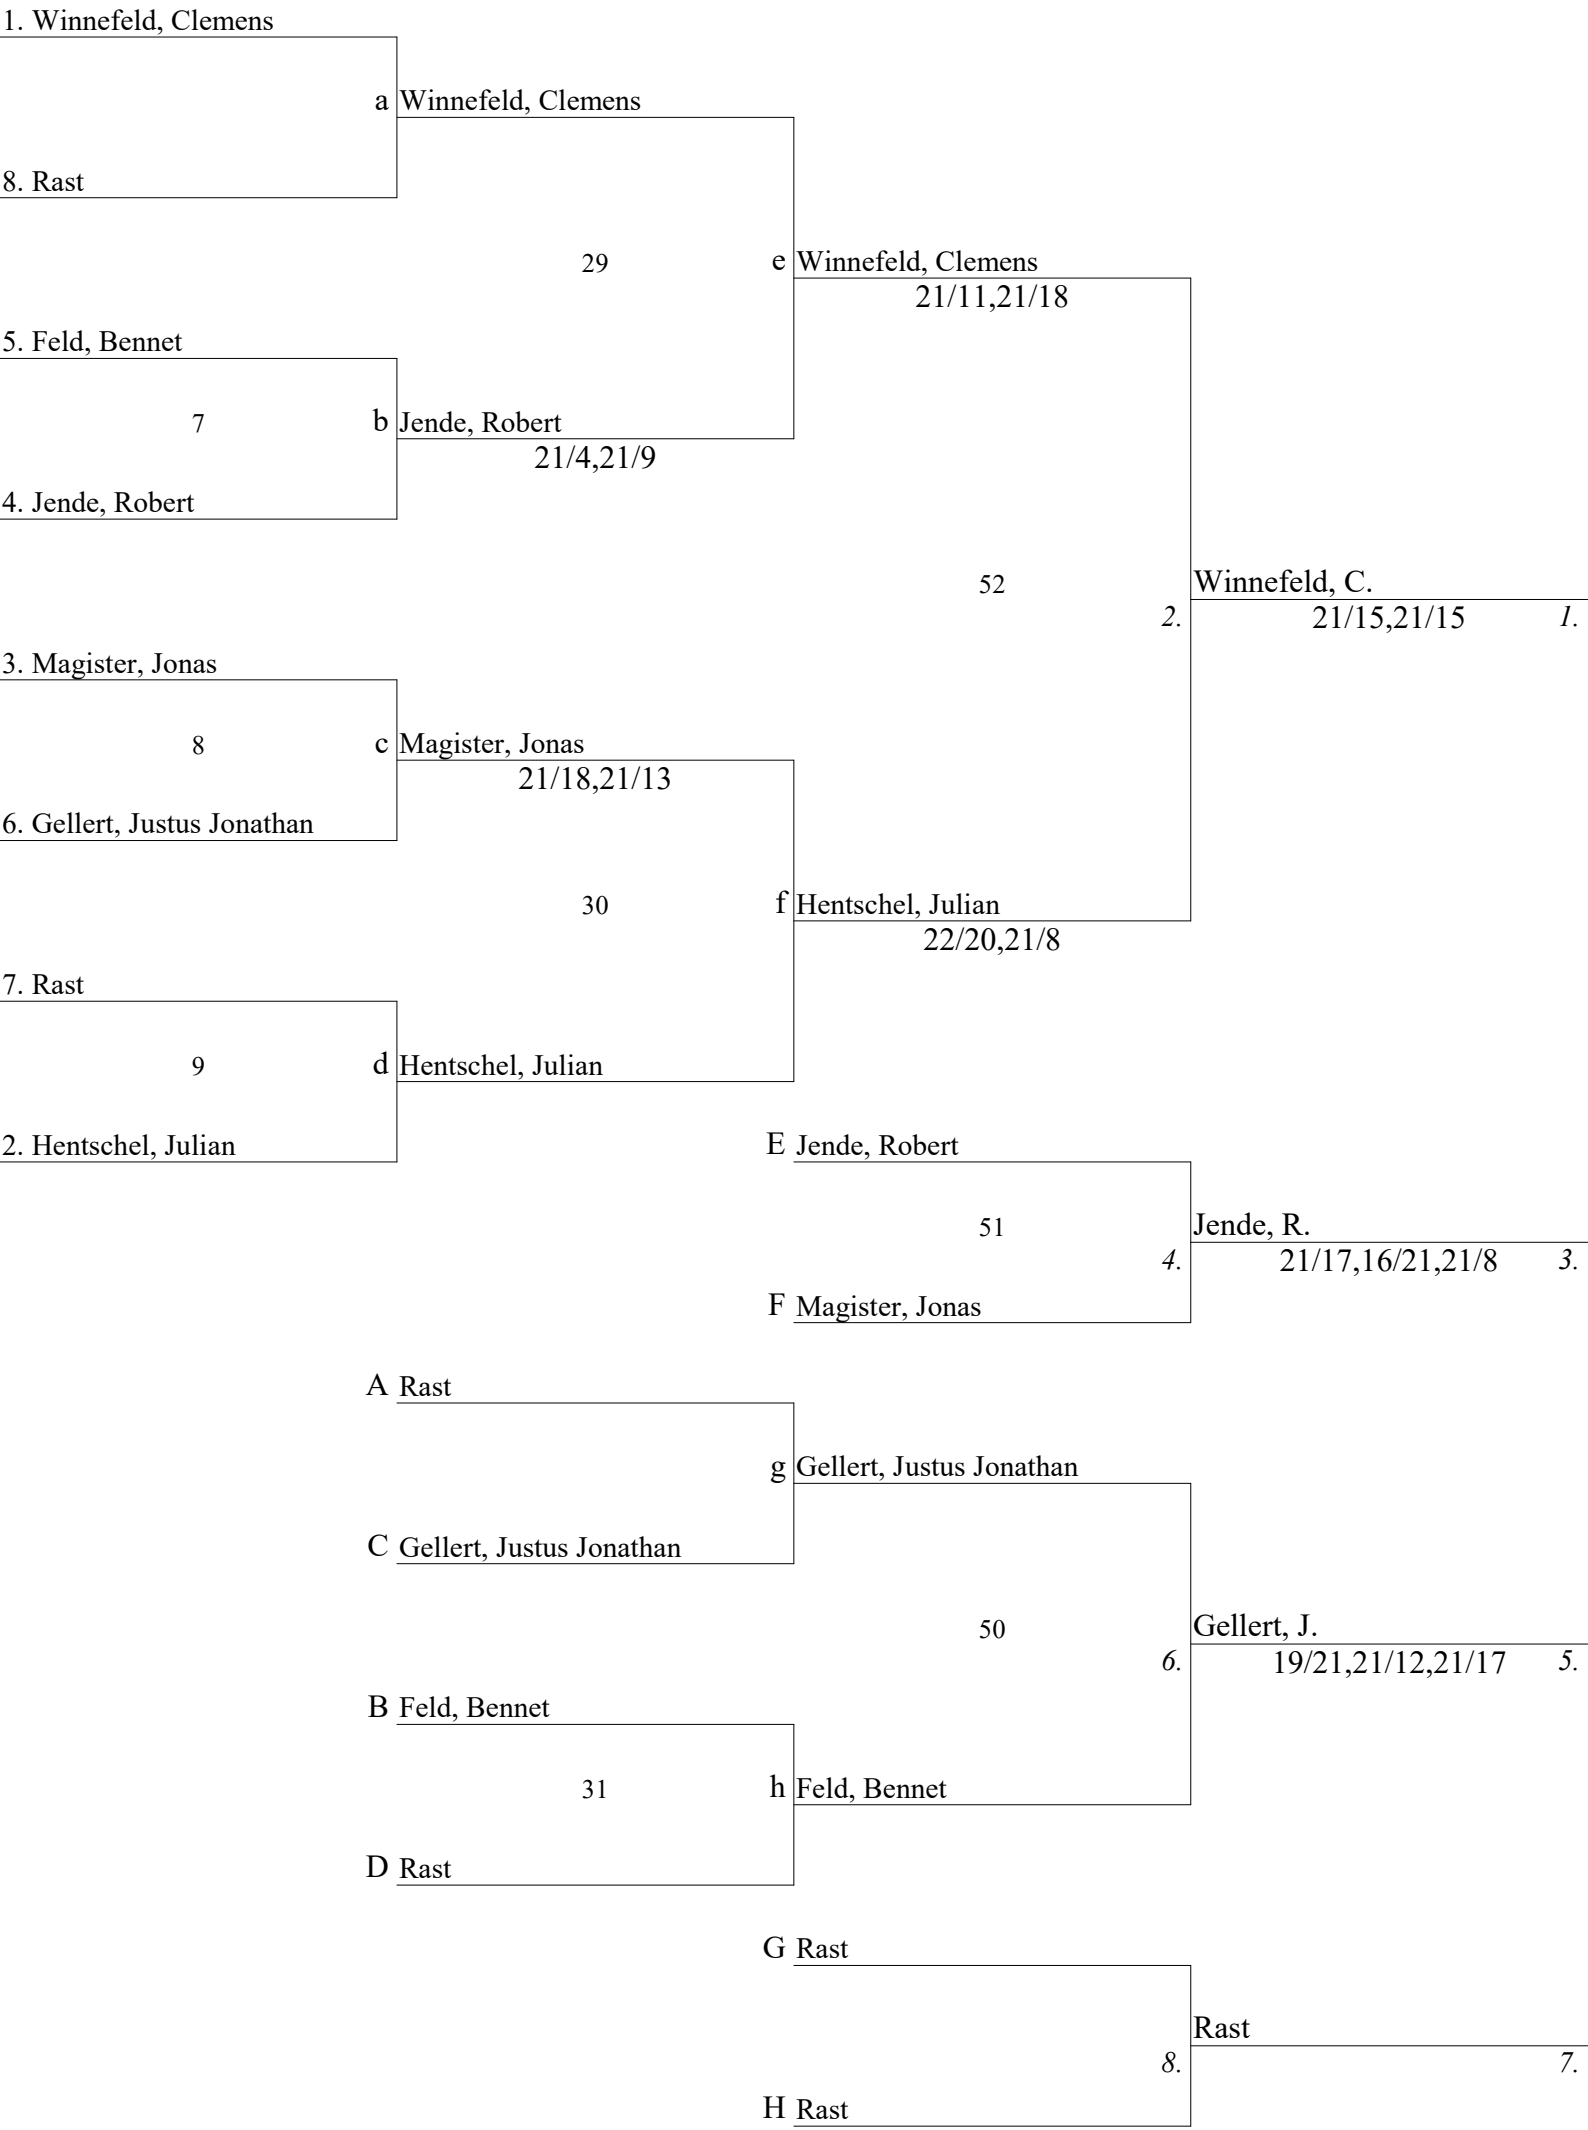 1. Winnefeld, Clemens
a Winnefeld, Clemens
8. Rast
29
e Winnefeld, Clemens
21/11,21/18
5. Feld, Bennet
7
b Jende, Robert
21/4,21/9
4. Jende, Robert
52
Winnefeld, C.
2.
21/15,21/15
1.
3. Magister, Jonas
8
c Magister, Jonas
21/18,21/13
6. Gellert, Justus Jonathan
30
f Hentschel, Julian
22/20,21/8
7. Rast
9
d Hentschel, Julian
2. Hentschel, Julian
E Jende, Robert
51
Jende, R.
4.
21/17,16/21,21/8
3.
F Magister, Jonas
A Rast
g Gellert, Justus Jonathan
C Gellert, Justus Jonathan
50
Gellert, J.
6.
19/21,21/12,21/17
5.
B Feld, Bennet
31
h Feld, Bennet
D Rast
G Rast
Rast
8.
7.
H Rast